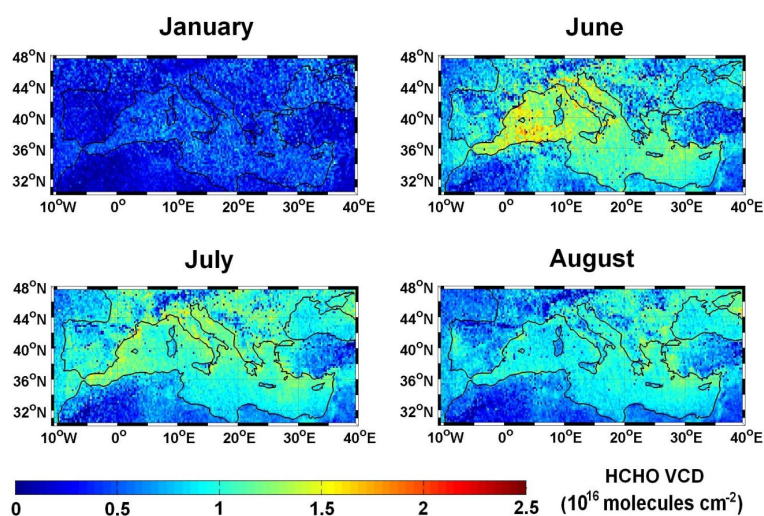 January
June
48°N
44°N
40°N
36°N
32°N
10°W 0° 10°E 20°E 30°E 40°E
48°N
44°N
40°N
36°N
32°N
10°W 0° 10°E 20°E 30°E 40°E
July
August
48°N
44°N
40°N
36°N
32°N
10°W 0° 10°E 20°E 30°E 40°E
48°N
44°N
40°N
36°N
32°N
10°W 0° 10°E 20°E 30°E 40°E
0 0.5 1 1.5 2 2.5
HCHO VCD
(10¹⁶ molecules cm⁻²)